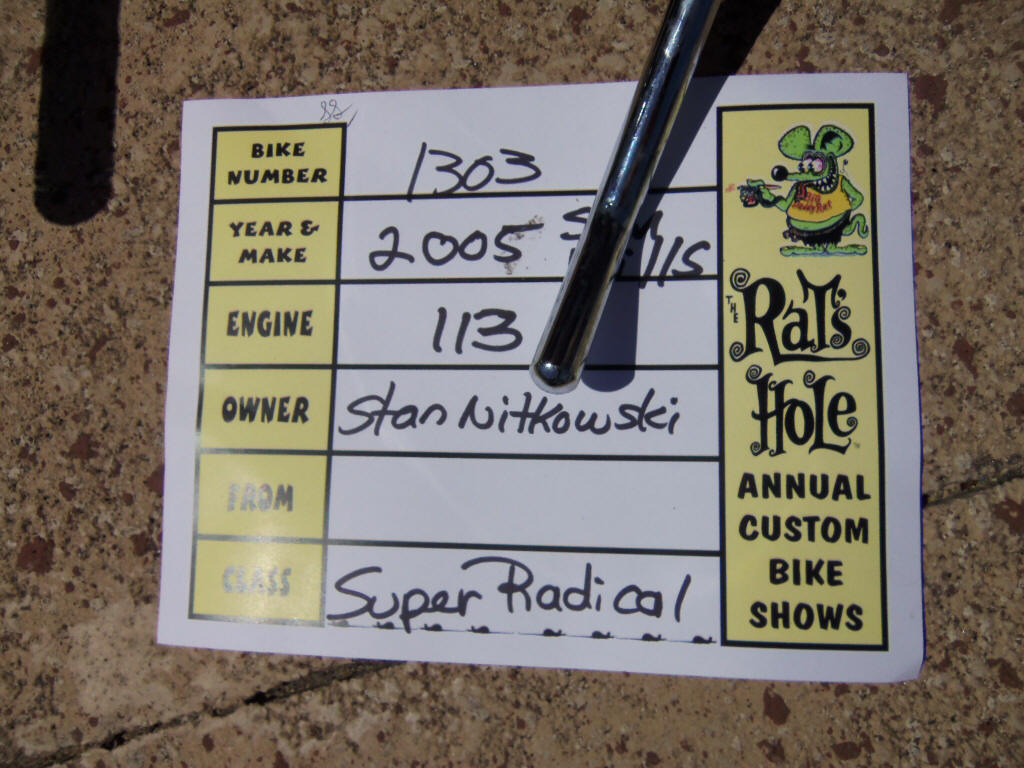 BIKE NUMBER 1303
YEAR & MAKE 2005
ENGINE 113
OWNER Stan Nitkowski
FROM
CLASS Super Radical
THE
RAT'S
HOLE
ANNUAL
CUSTOM
BIKE
SHOWS